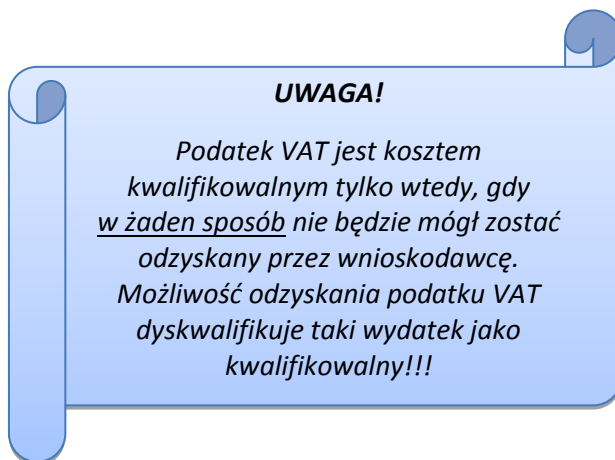 UWAGA!
Podatek VAT jest kosztem
kwalifikowalnym tylko wtedy, gdy
w żaden sposób nie będzie mógł zostać
odzyskany przez wnioskodawcę.
Możliwość odzyskania podatku VAT
dyskwalifikuje taki wydatek jako
kwalifikowalny!!!